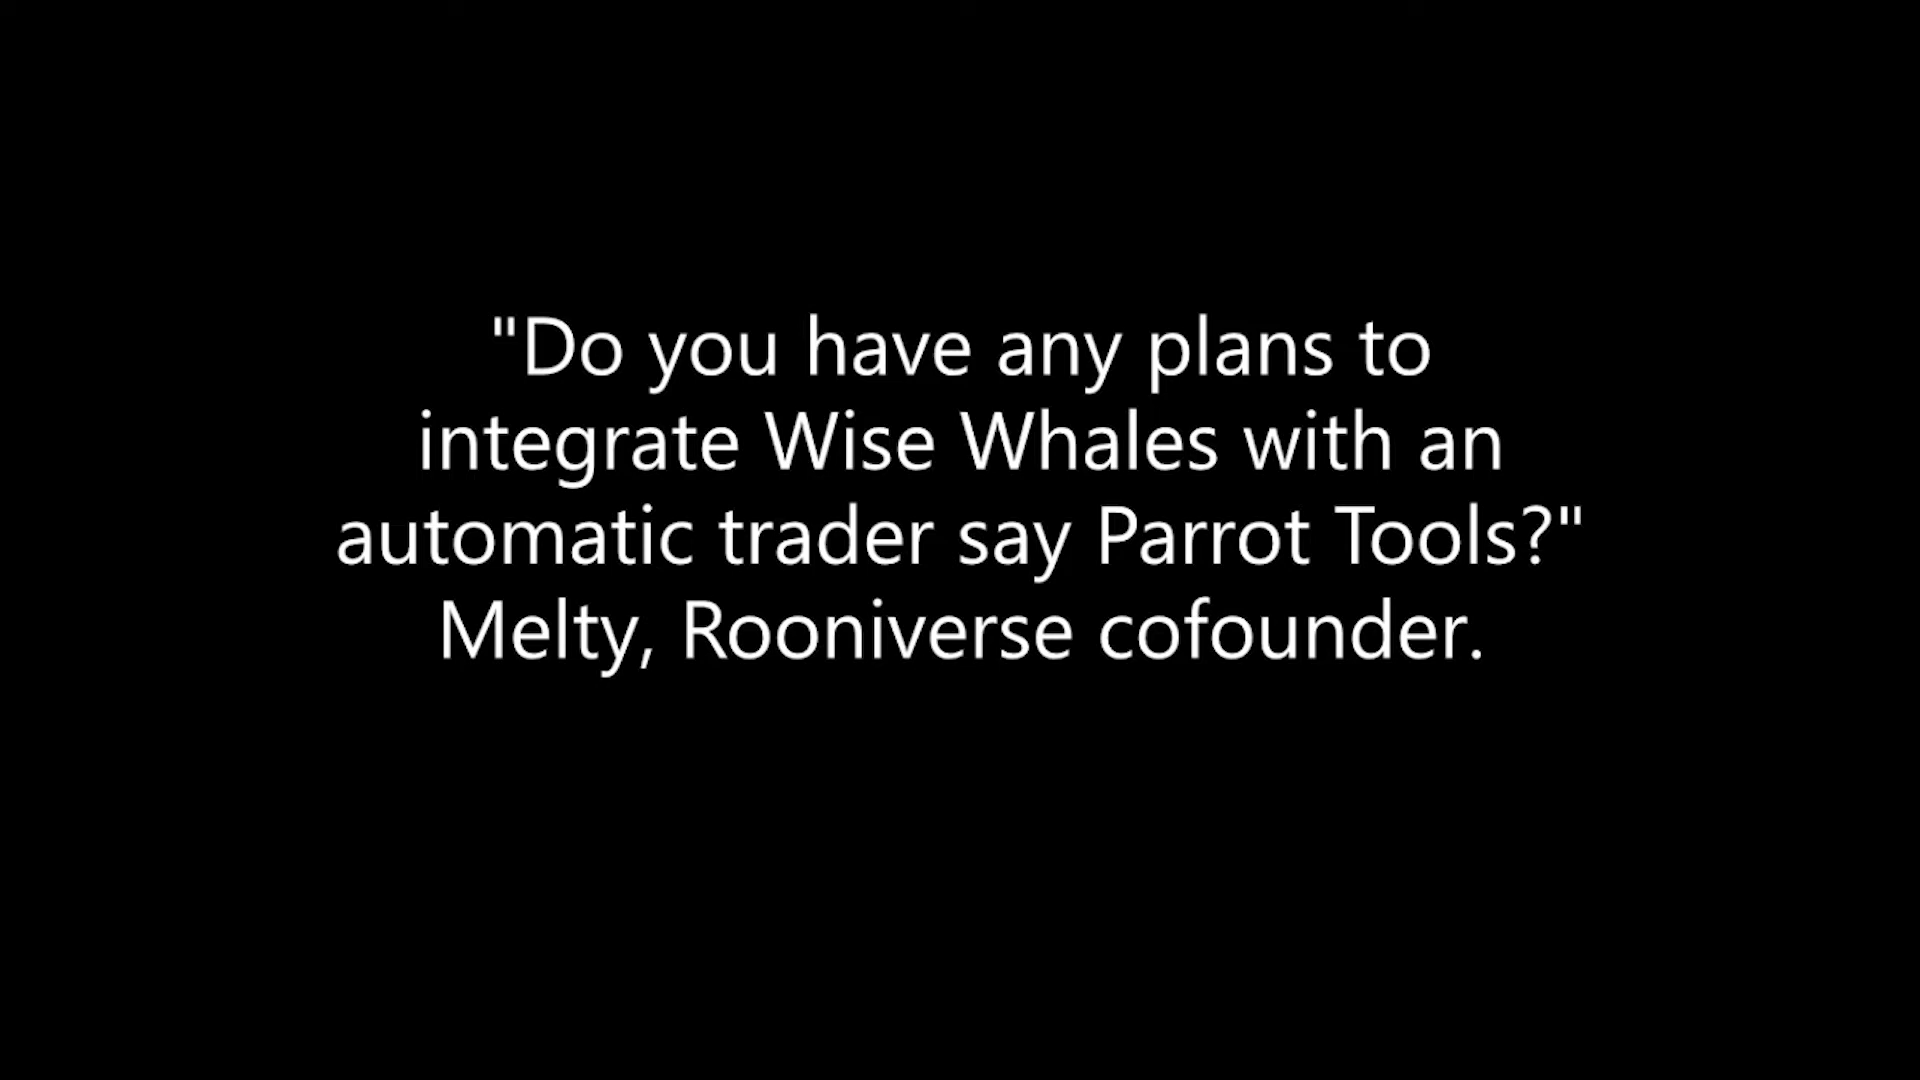 "Do you have any plans to
integrate Wise Whales with an
automatic trader say Parrot Tools?"
Melty, Rooniverse cofounder.